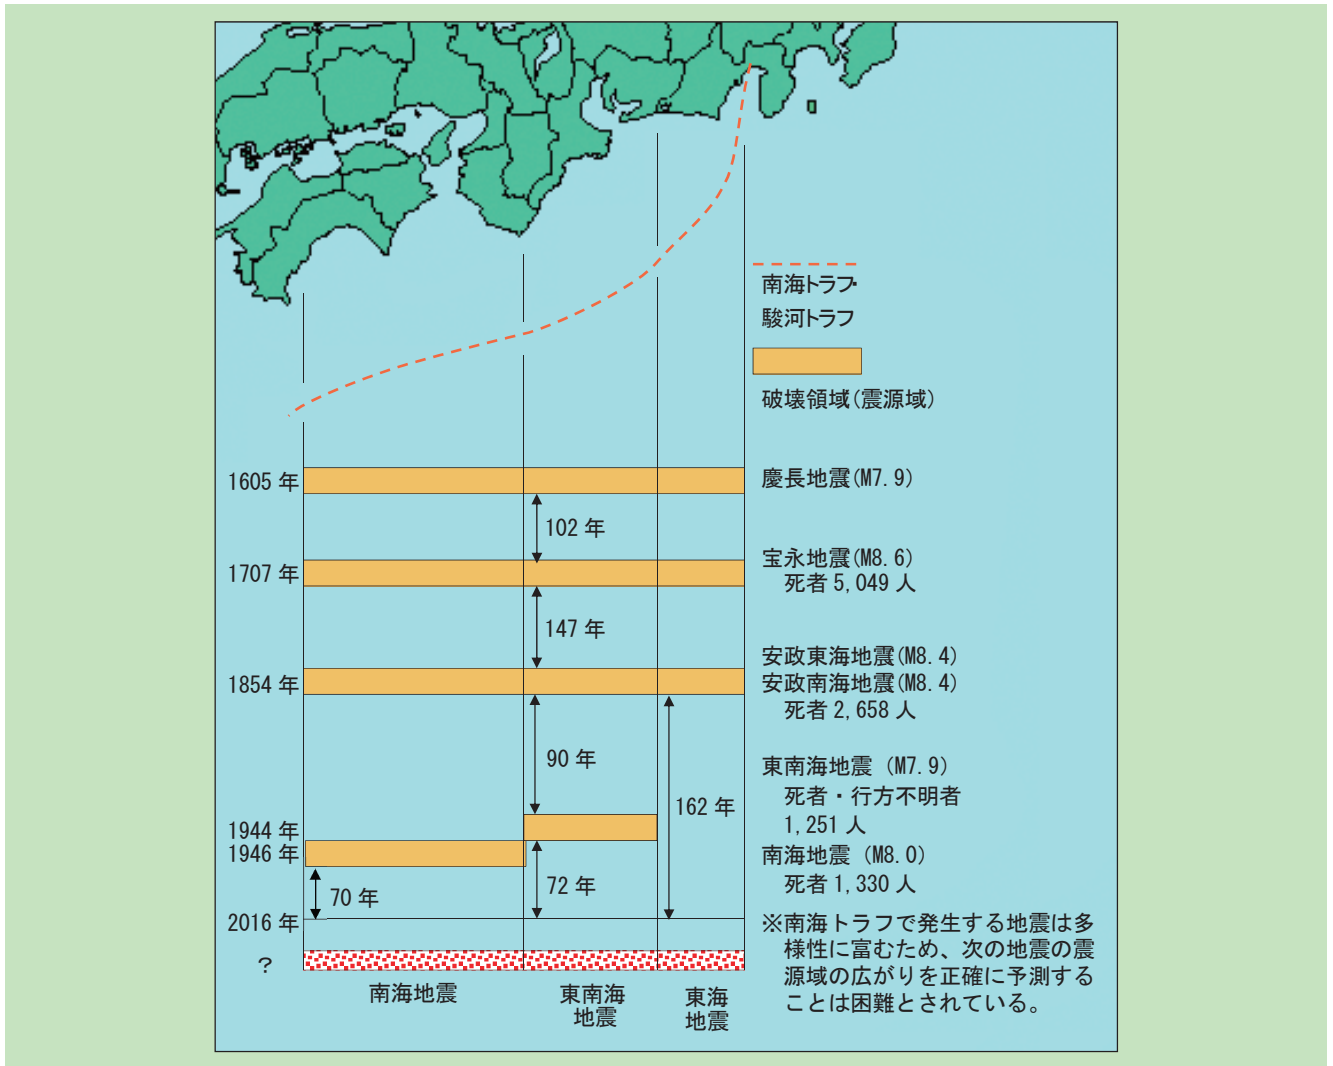 南海トラフ・
駿河トラフ
破壊領域(震源域)
1605 年
慶長地震(M7.9)
102 年
1707 年
宝永地震(M8.6)
死者 5,049 人
147 年
1854 年
安政東海地震(M8.4)
安政南海地震(M8.4)
死者 2,658 人
90 年
162 年
東南海地震 (M7.9)
死者・行方不明者
1,251 人
1944 年
1946 年
南海地震 (M8.0)
死者 1,330 人
70 年
72 年
2016 年
※南海トラフで発生する地震は多
様性に富むため、次の地震の震
源域の広がりを正確に予測する
ことは困難とされている。
?
南海地震
東南海
地震
東海
地震